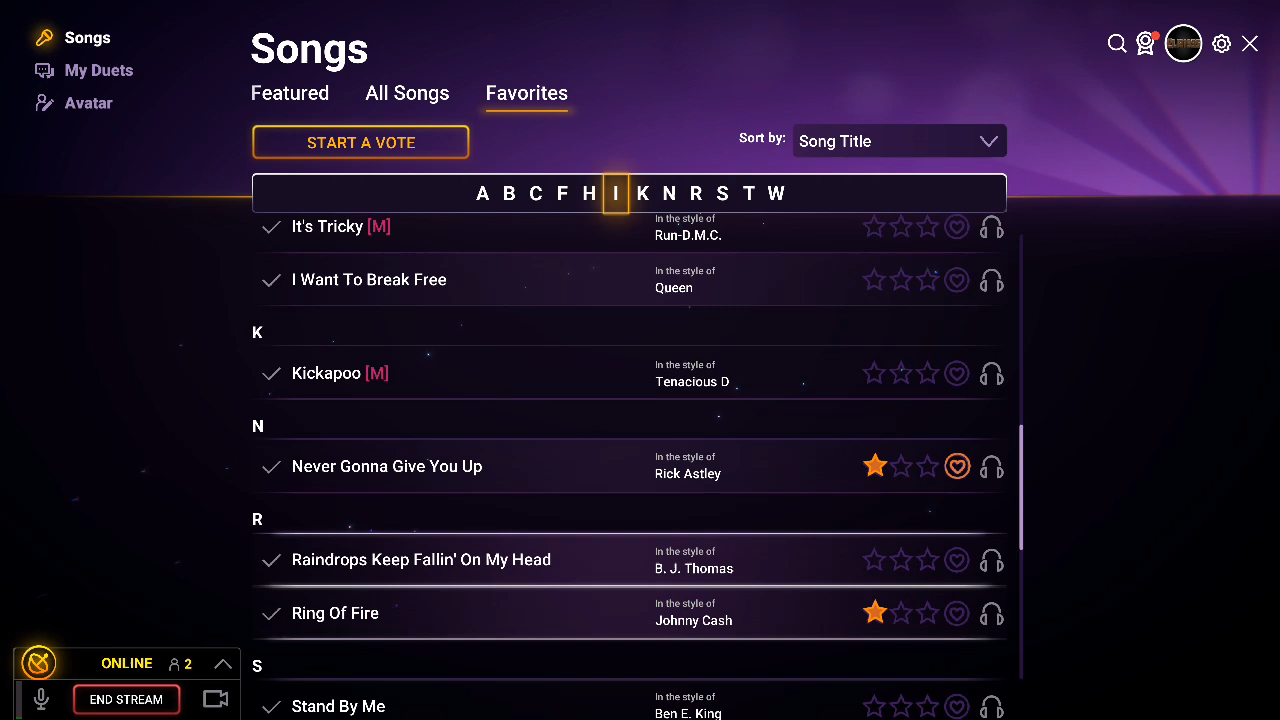 Songs
My Duets
Avatar
Songs
Featured All Songs Favorites
START A VOTE
Sort by: Song Title
A B C F H I K N R S T W
It's Tricky [M]
In the style of
Run-D.M.C.
I Want To Break Free
In the style of
Queen
K
Kickapoo [M]
In the style of
Tenacious D
N
Never Gonna Give You Up
In the style of
Rick Astley
R
Raindrops Keep Fallin' On My Head
In the style of
B. J. Thomas
Ring Of Fire
In the style of
Johnny Cash
S
Stand By Me
In the style of
Ben E. King
ONLINE 2
END STREAM